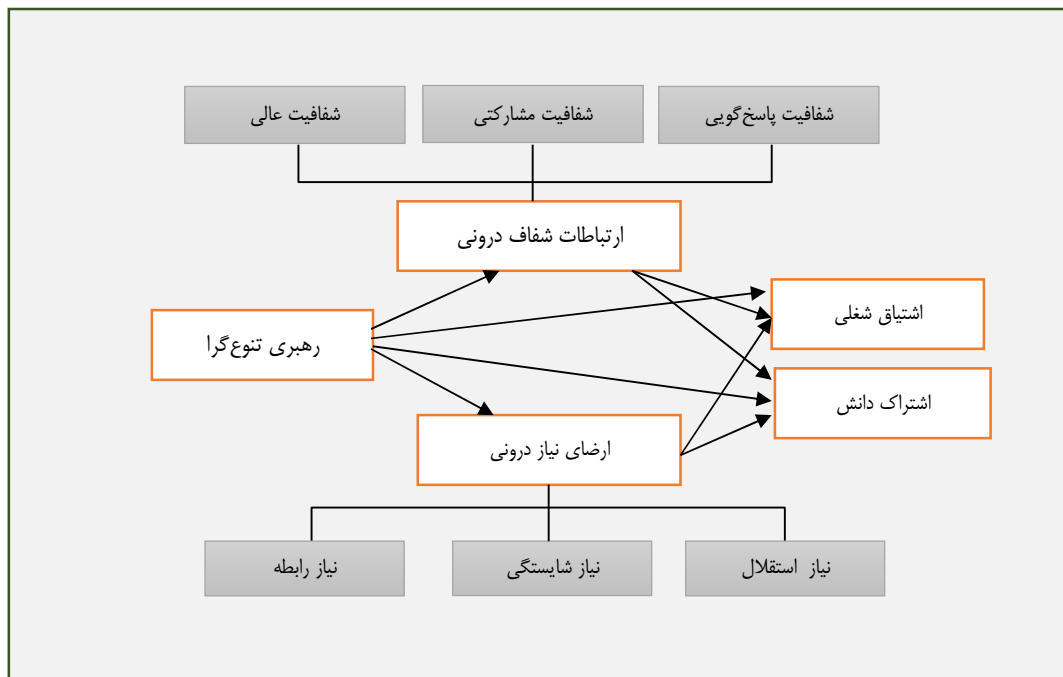 شفافیت پاسخ‌گویی
شفافیت مشارکتی
شفافیت عالی
ارتباطات شفاف درونی
اشتیاق شغلی
رهبری تنوع‌گرا
اشتراک دانش
ارضای نیاز درونی
نیاز استقلال
نیاز شایستگی
نیاز رابطه